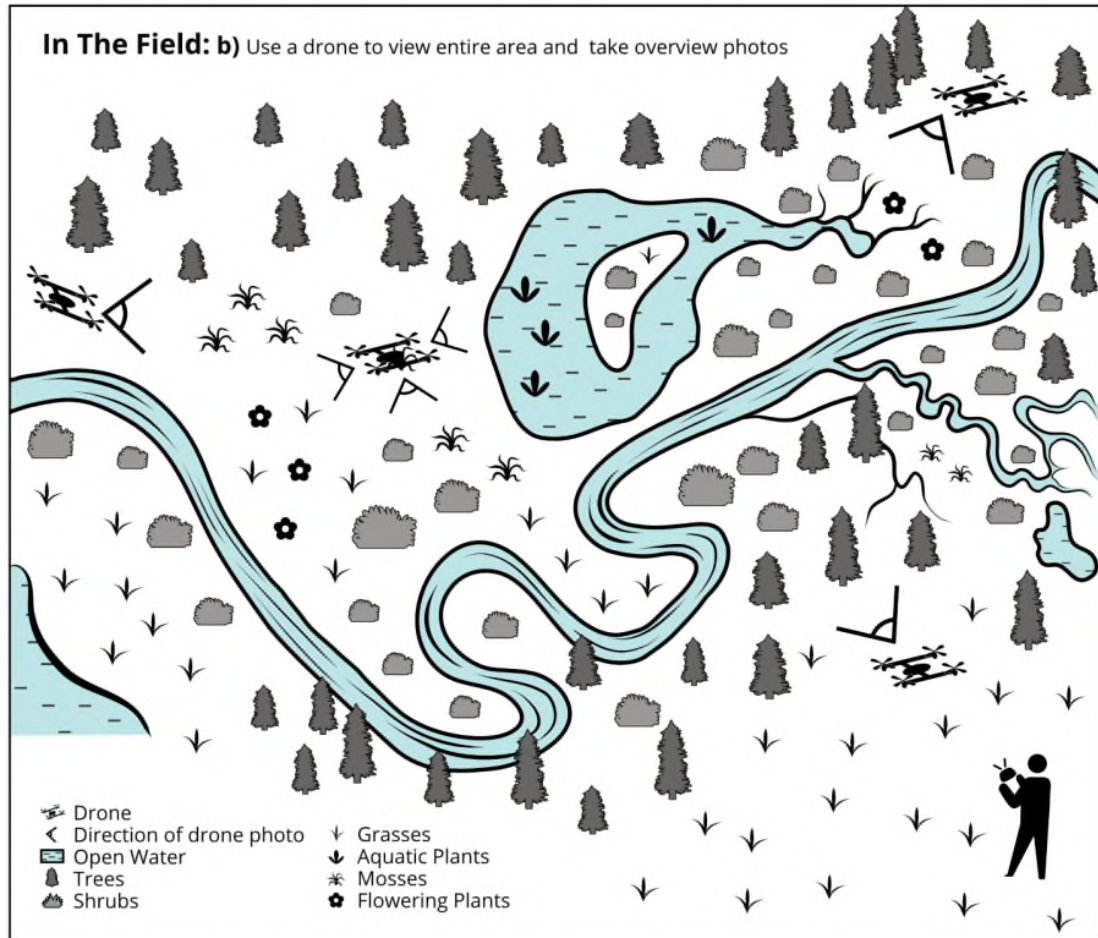 In The Field: b) Use a drone to view entire area and take overview photos
Drone
Direction of drone photo
Open Water
Trees
Shrubs
Grasses
Aquatic Plants
Mosses
Flowering Plants